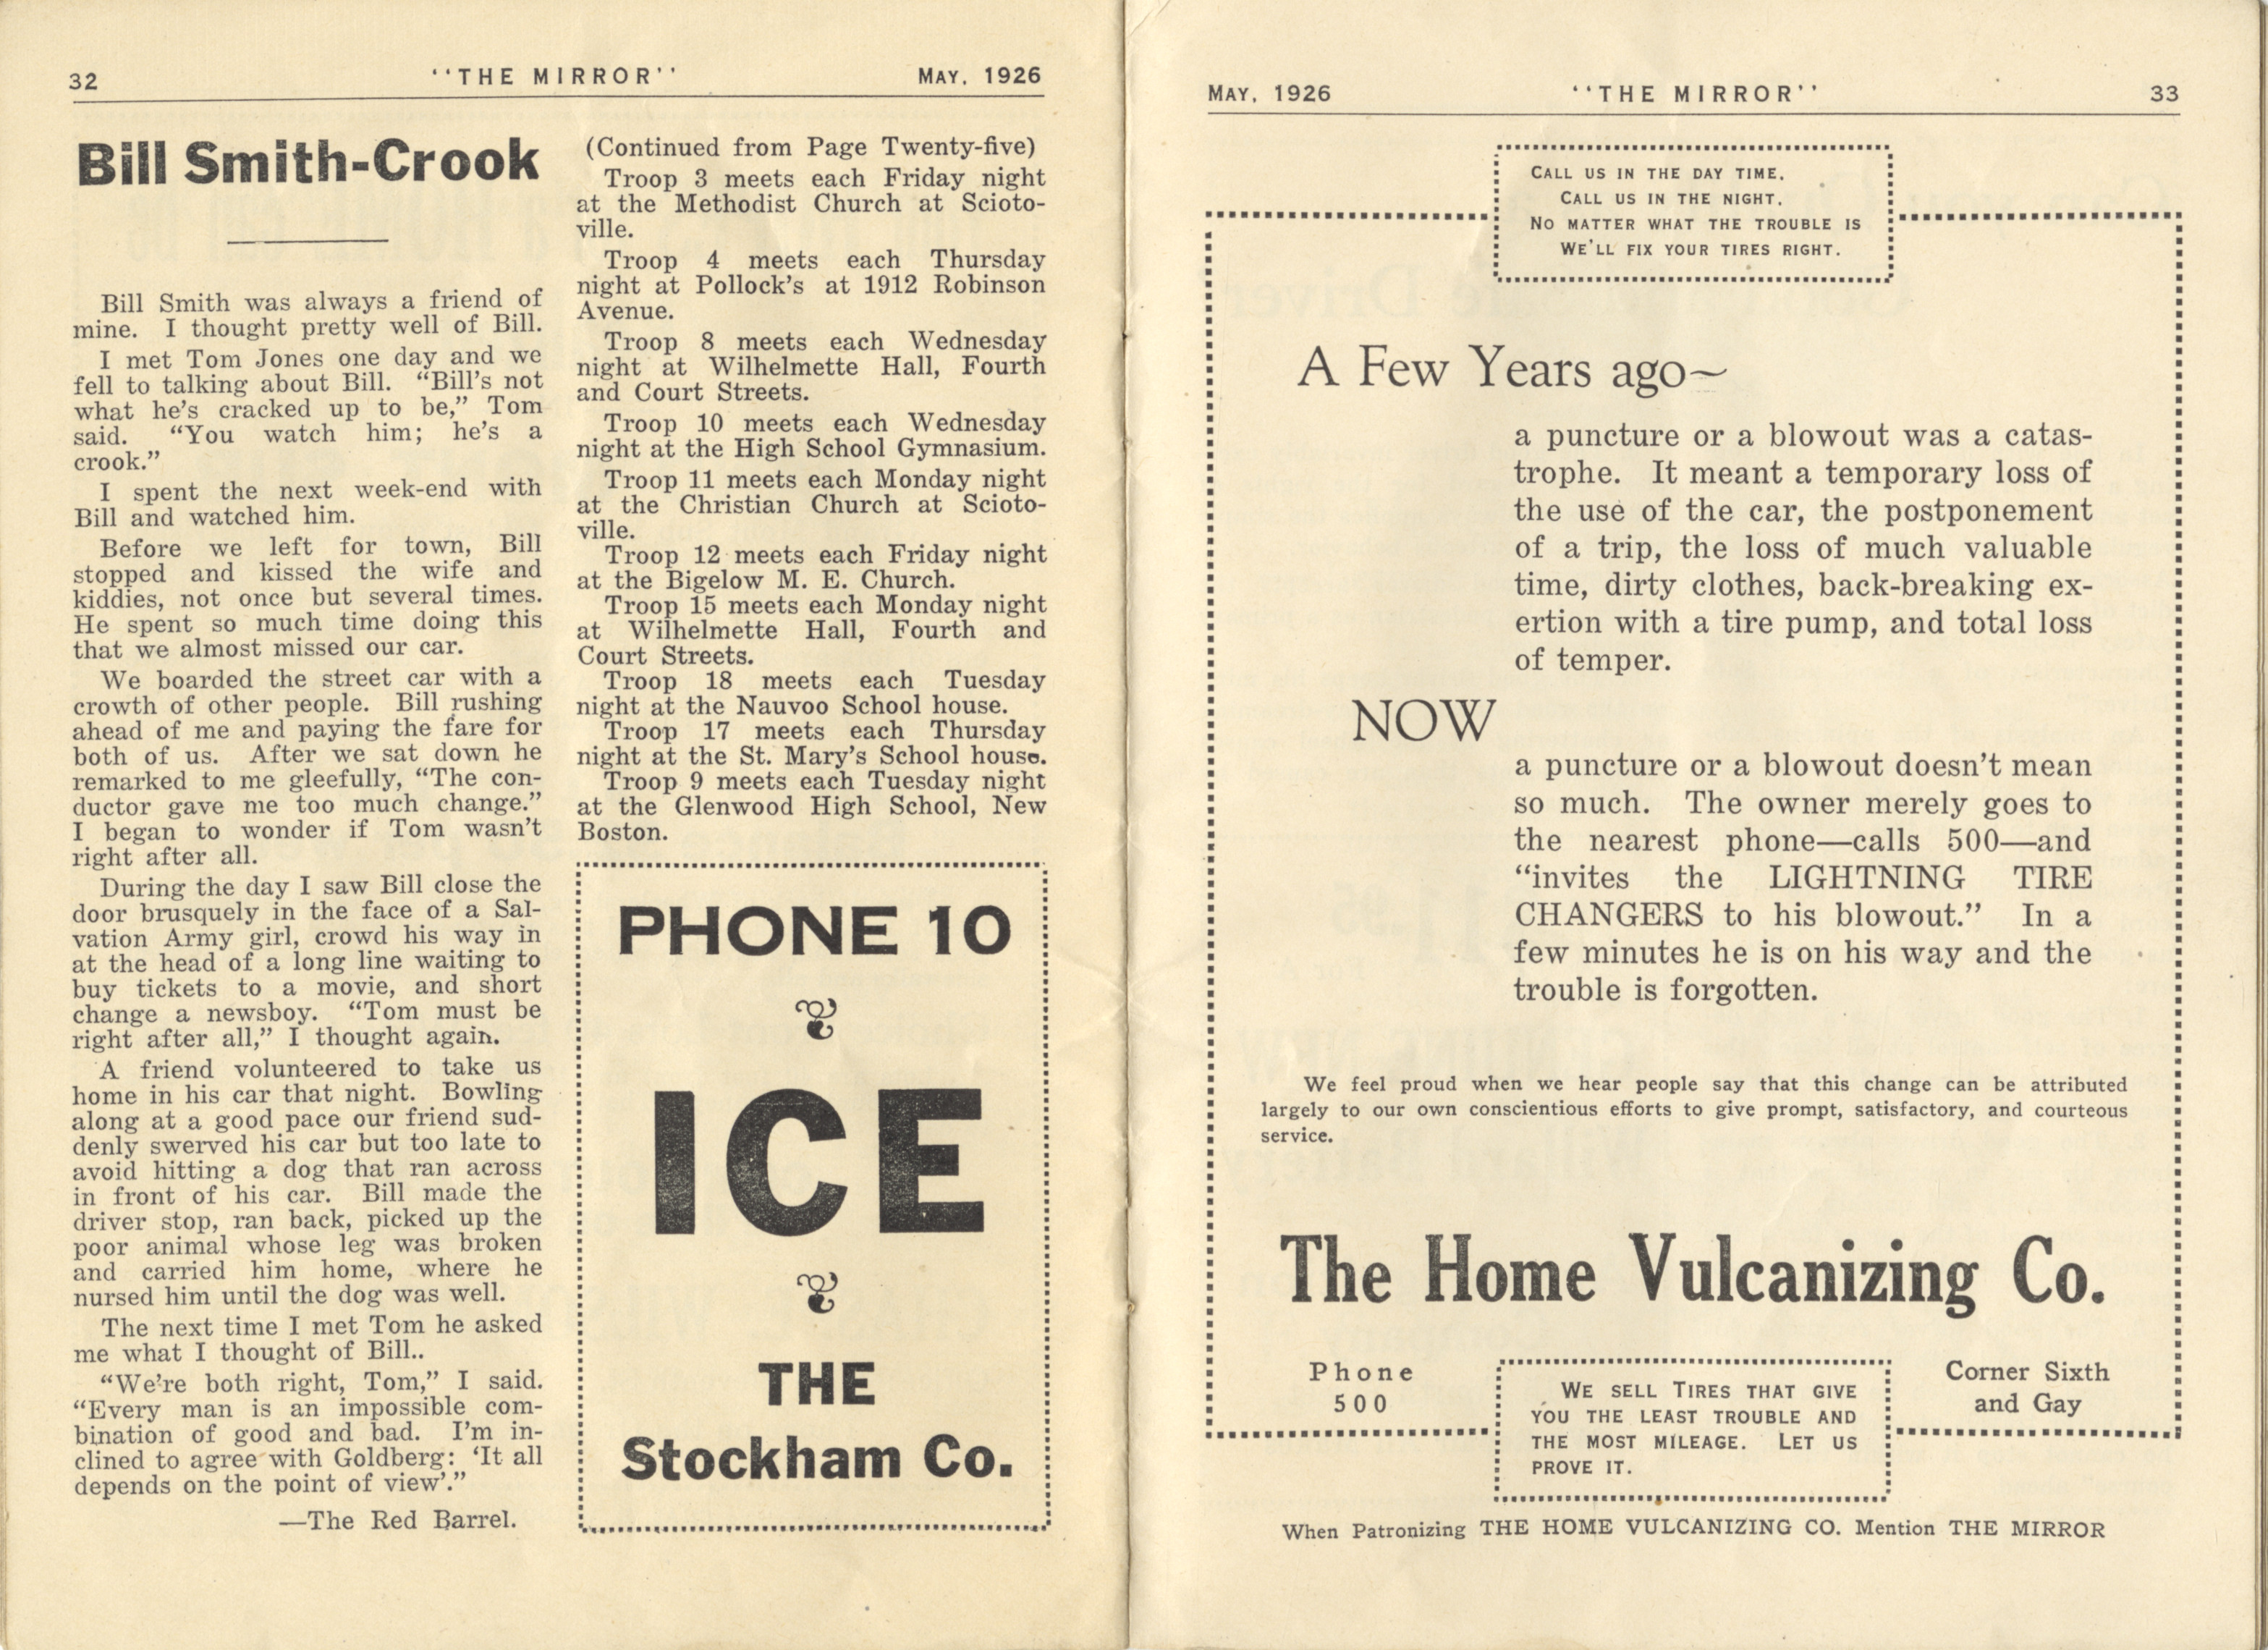 32
‘‘THE MIRROR’’
MAY, 1926
Bill Smith-Crook
Bill Smith was always a friend of
mine. I thought pretty well of Bill.
I met Tom Jones one day and we
fell to talking about Bill. “Bill's not
what he's cracked up to be,” Tom
said. “You watch him; he's a
crook.”
I spent the next week-end with
Bill and watched him.
Before we left for town, Bill
stopped and kissed the wife and
kiddies, not once but several times.
He spent so much time doing this
that we almost missed our car.
We boarded the street car with a
crowth of other people. Bill rushing
ahead of me and paying the fare for
both of us. After we sat down he
remarked to me gleefully, “The con-
ductor gave me too much change.”
I began to wonder if Tom wasn't
right after all.
During the day I saw Bill close the
door brusquely in the face of a Sal-
vation Army girl, crowd his way in
at the head of a long line waiting to
buy tickets to a movie, and short
change a newsboy. “Tom must be
right after all,” I thought again.
A friend volunteered to take us
home in his car that night. Bowling
along at a good pace our friend sud-
denly swerved his car but too late to
avoid hitting a dog that ran across
in front of his car. Bill made the
driver stop, ran back, picked up the
poor animal whose leg was broken
and carried him home, where he
nursed him until the dog was well.
The next time I met Tom he asked
me what I thought of Bill..
“We're both right, Tom,” I said.
“Every man is an impossible com-
bination of good and bad. I'm in-
clined to agree with Goldberg: ‘It all
depends on the point of view’.”
—The Red Barrel.
(Continued from Page Twenty-five)
Troop 3 meets each Friday night
at the Methodist Church at Scioto-
ville.
Troop 4 meets each Thursday
night at Pollock's at 1912 Robinson
Avenue.
Troop 8 meets each Wednesday
night at Wilhelmette Hall, Fourth
and Court Streets.
Troop 10 meets each Wednesday
night at the High School Gymnasium.
Troop 11 meets each Monday night
at the Christian Church at Scioto-
ville.
Troop 12 meets each Friday night
at the Bigelow M. E. Church.
Troop 15 meets each Monday night
at Wilhelmette Hall, Fourth and
Court Streets.
Troop 18 meets each Tuesday
night at the Nauvoo School house.
Troop 17 meets each Thursday
night at the St. Mary's School house.
Troop 9 meets each Tuesday night
at the Glenwood High School, New
Boston.
PHONE 10
ICE
THE
Stockham Co.
MAY, 1926
‘‘THE MIRROR’’
33
CALL US IN THE DAY TIME,
CALL US IN THE NIGHT,
NO MATTER WHAT THE TROUBLE IS
WE'LL FIX YOUR TIRES RIGHT.
A Few Years ago~
a puncture or a blowout was a catas-
trophe. It meant a temporary loss of
the use of the car, the postponement
of a trip, the loss of much valuable
time, dirty clothes, back-breaking ex-
ertion with a tire pump, and total loss
of temper.
NOW
a puncture or a blowout doesn't mean
so much. The owner merely goes to
the nearest phone—calls 500—and
“invites the LIGHTNING TIRE
CHANGERS to his blowout.” In a
few minutes he is on his way and the
trouble is forgotten.
We feel proud when we hear people say that this change can be attributed
largely to our own conscientious efforts to give prompt, satisfactory, and courteous
service.
The Home Vulcanizing Co.
Phone
500
WE SELL TIRES THAT GIVE
YOU THE LEAST TROUBLE AND
THE MOST MILEAGE. LET US
PROVE IT.
Corner Sixth
and Gay
When Patronizing THE HOME VULCANIZING CO. Mention THE MIRROR